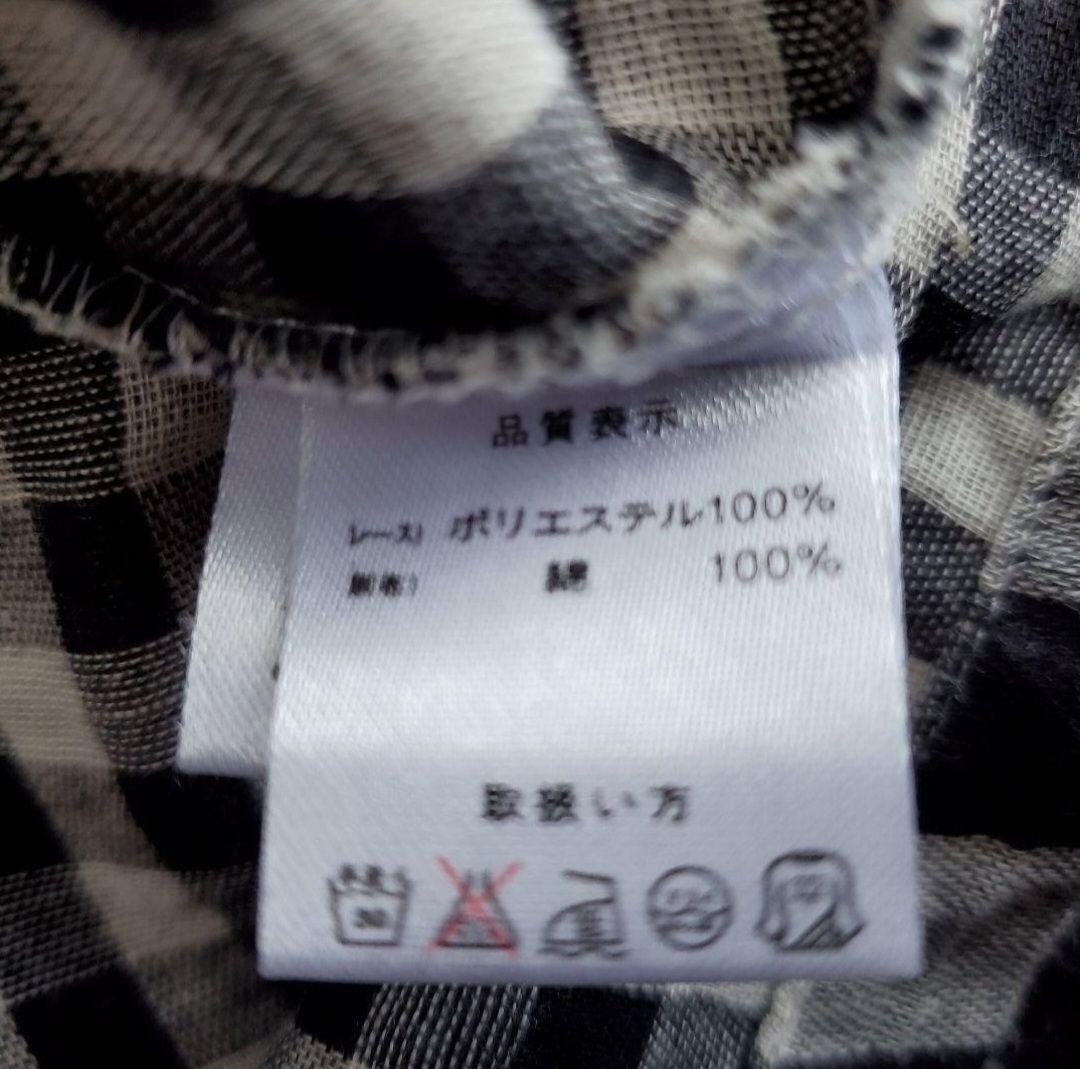 品質表示
レース) ポリエステル100%
綿 100%
取扱い方